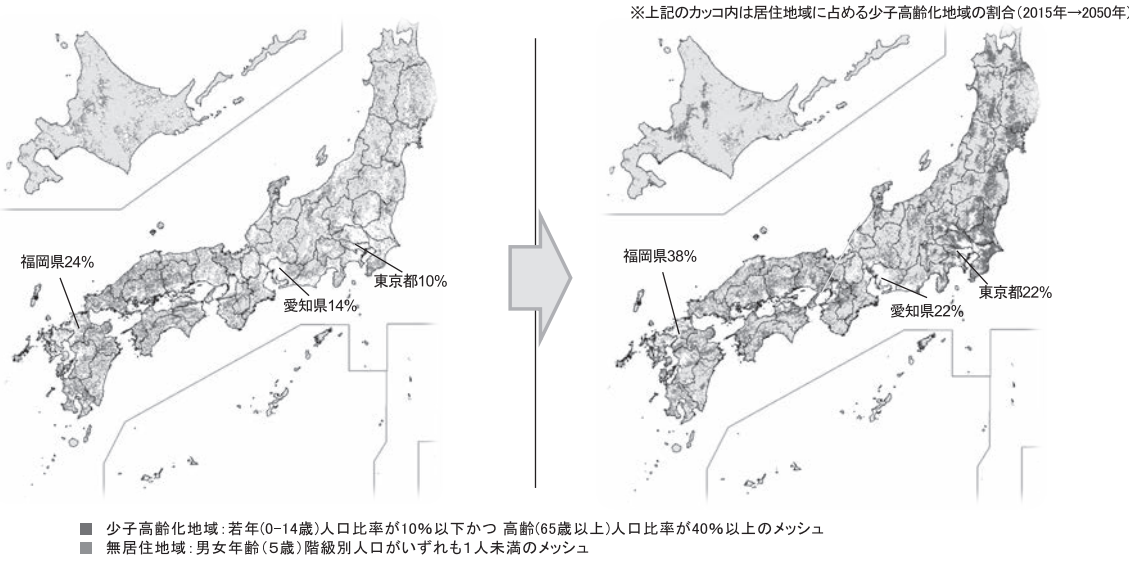 ※上記のカッコ内は居住地域に占める少子高齢化地域の割合（2015年→2050年）
福岡県24%
愛知県14%
東京都10%
福岡県38%
愛知県22%
東京都22%
少子高齢化地域：若年(0-14歳)人口比率が10%以下かつ 高齢(65歳以上)人口比率が40%以上のメッシュ
無居住地域：男女年齢（５歳）階級別人口がいずれも1人未満のメッシュ